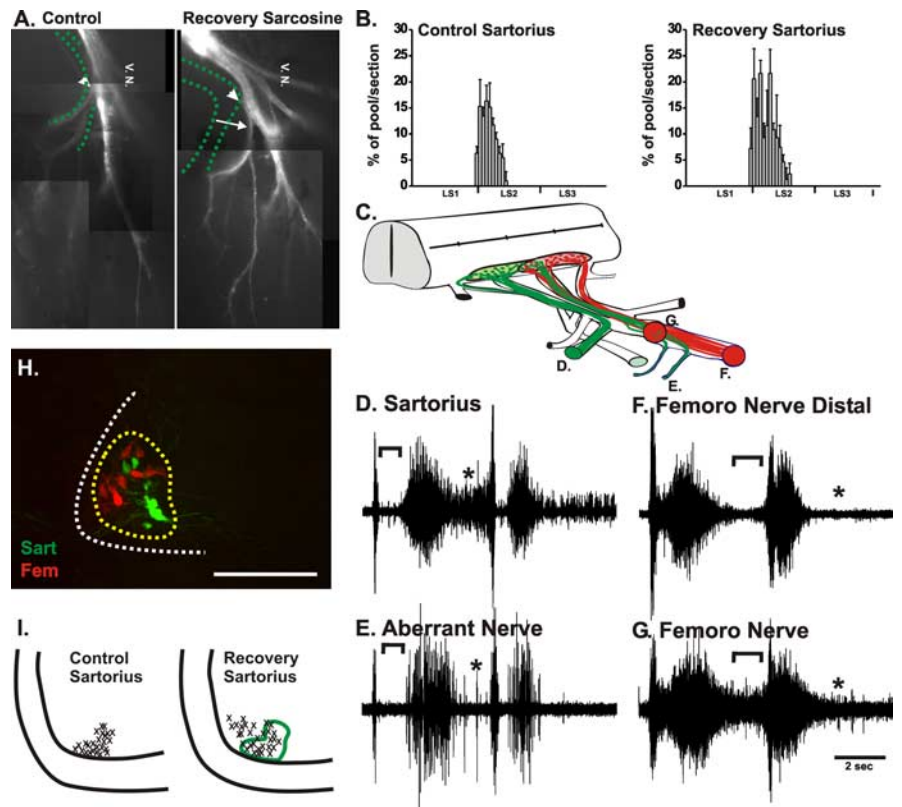 A. Control
Recovery Sarcosine
V. N.
V. N.
B.
Control Sartorius
% of pool/section
30
25
20
15
10
5
0
LS1
LS2
LS3
Recovery Sartorius
% of pool/section
30
25
20
15
10
5
0
LS1
LS2
LS3
C.
G.
D.
E.
F.
H.
Sart
Fem
D. Sartorius
*
F. Femoro Nerve Distal
*
E. Aberrant Nerve
*
G. Femoro Nerve
*
2 sec
I.
Control
Sartorius
Recovery
Sartorius